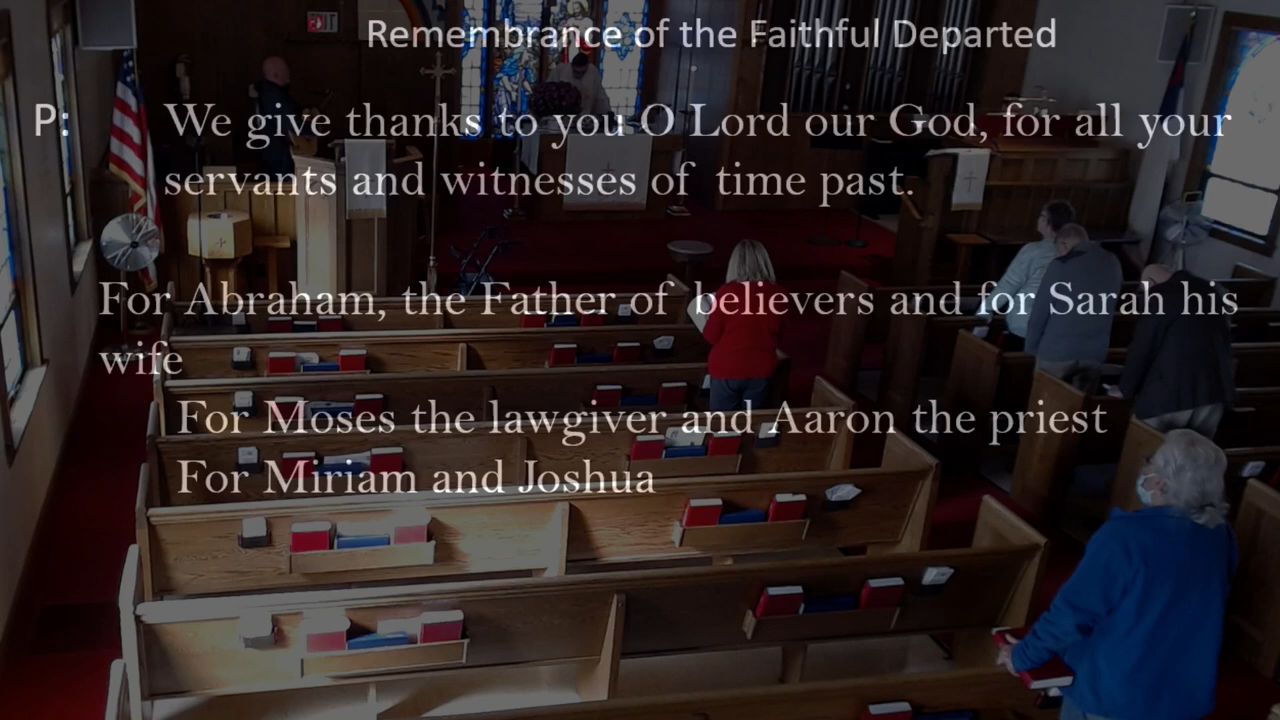 EXIT
Remembrance of the Faithful Departed
P: We give thanks to you O Lord our God, for all your
servants and witnesses of time past.
For Abraham, the Father of believers and for Sarah his
wife
For Moses the lawgiver and Aaron the priest
For Miriam and Joshua